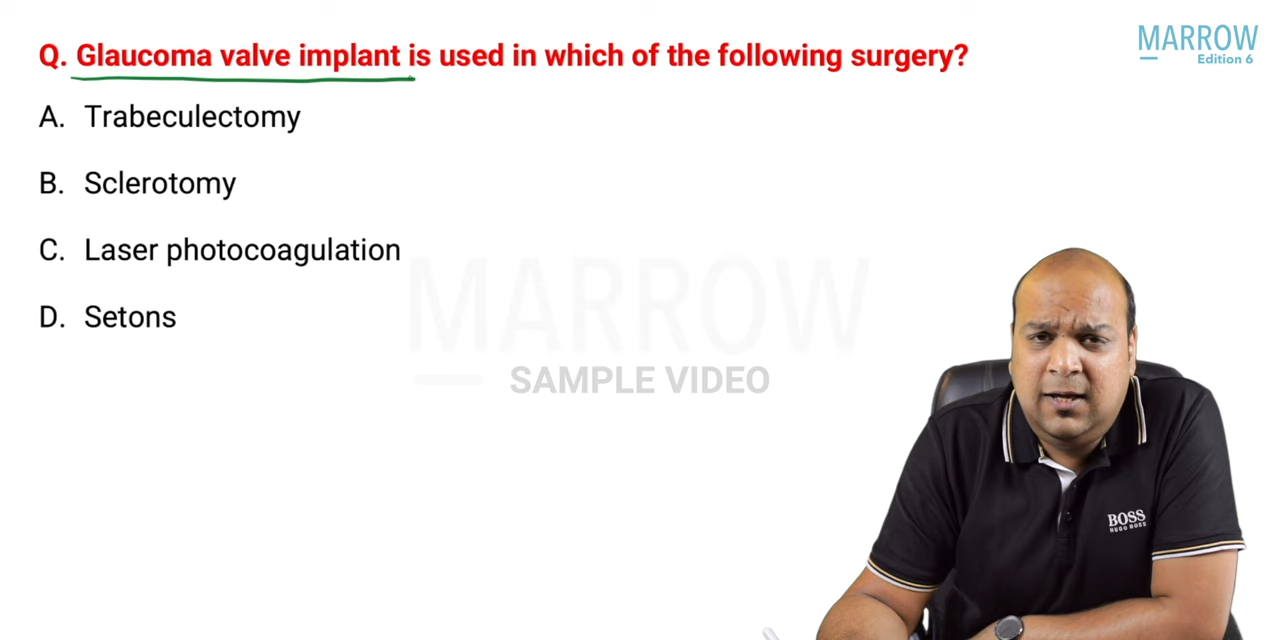 MARROW
Edition 6
Q. Glaucoma valve implant is used in which of the following surgery?
A. Trabeculectomy
B. Sclerotomy
C. Laser photocoagulation
D. Setons
MARROW
SAMPLE VIDEO
BOSS
HUGO BOSS